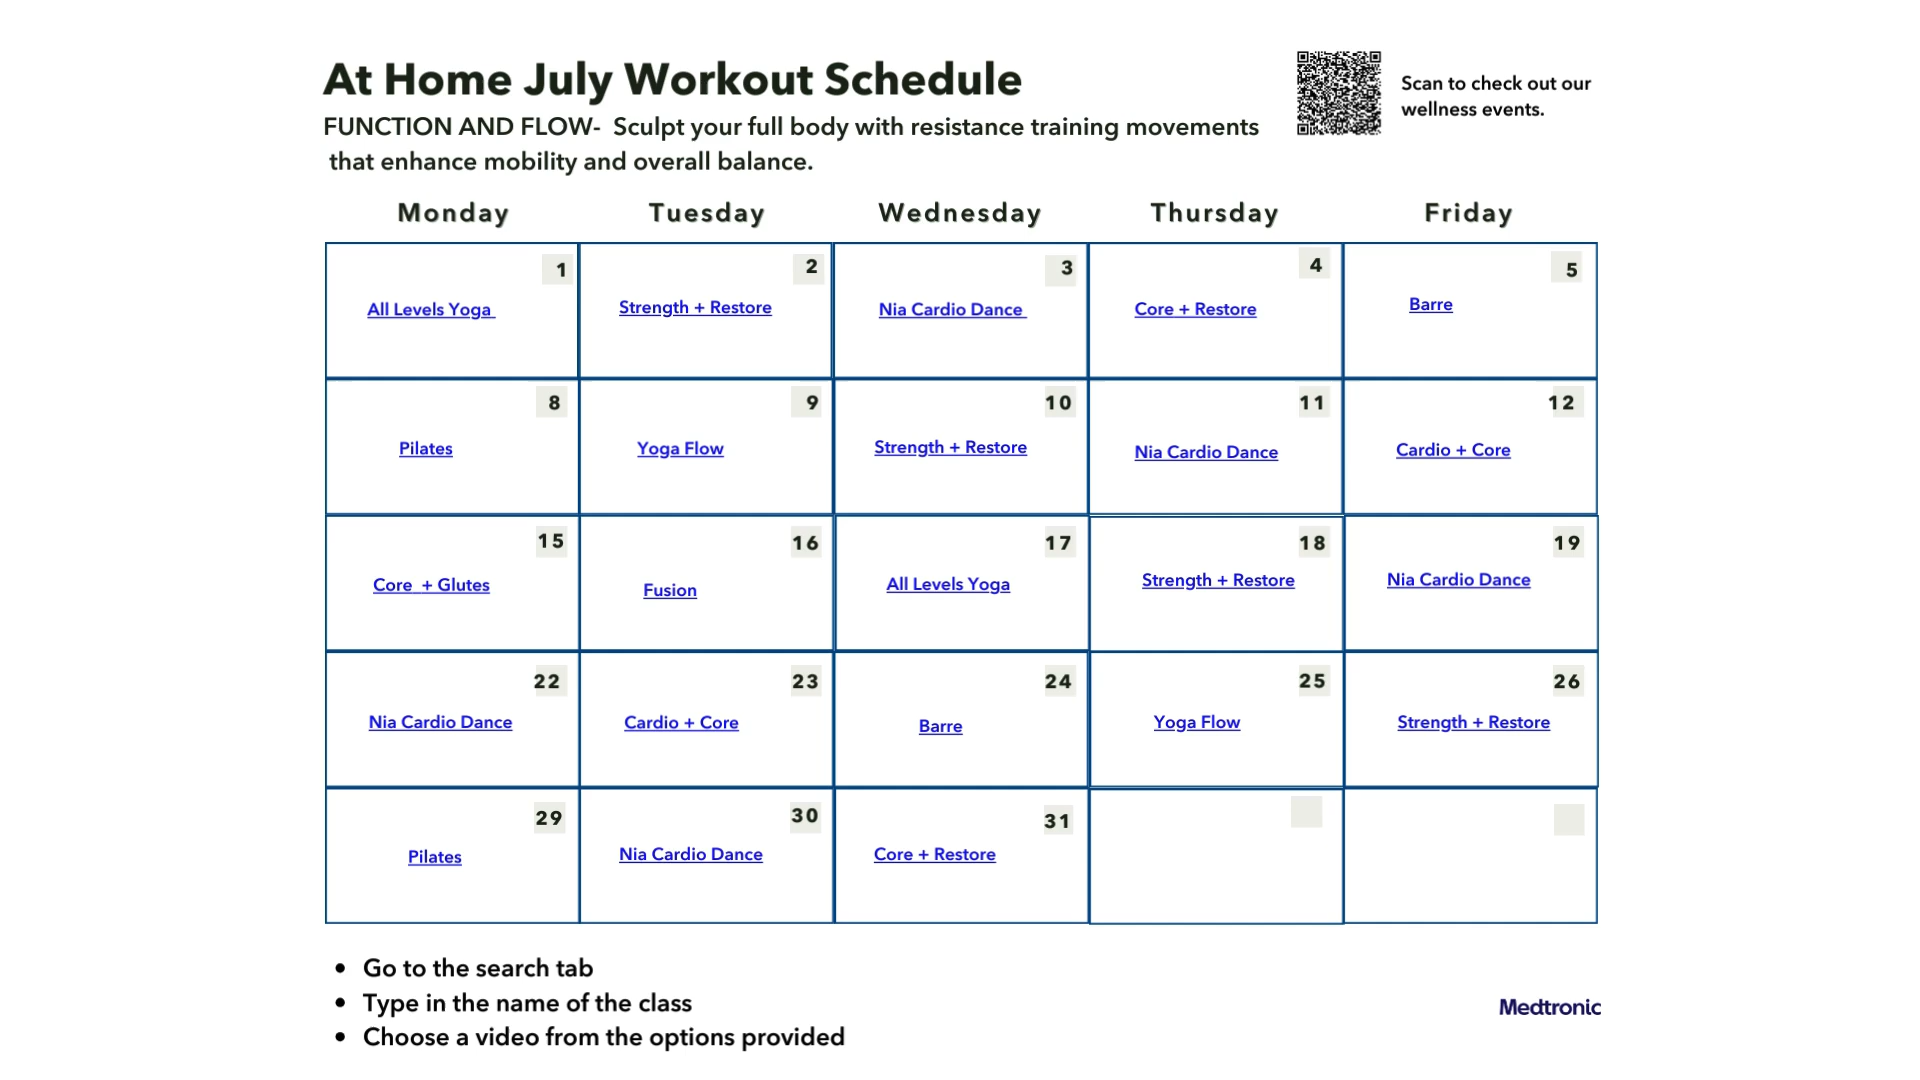 At Home July Workout Schedule
FUNCTION AND FLOW-  Sculpt your full body with resistance training movements
that enhance mobility and overall balance.
Scan to check out our
wellness events.
Monday Tuesday Wednesday Thursday Friday
1 2 3 4 5
All Levels Yoga Strength + Restore Nia Cardio Dance Core + Restore Barre
8 9 10 11 12
Pilates Yoga Flow Strength + Restore Nia Cardio Dance Cardio + Core
15 16 17 18 19
Core  + Glutes Fusion All Levels Yoga Strength + Restore Nia Cardio Dance
22 23 24 25 26
Nia Cardio Dance Cardio + Core Barre Yoga Flow Strength + Restore
29 30 31
Pilates Nia Cardio Dance Core + Restore
• Go to the search tab
• Type in the name of the class
• Choose a video from the options provided
Medtronic